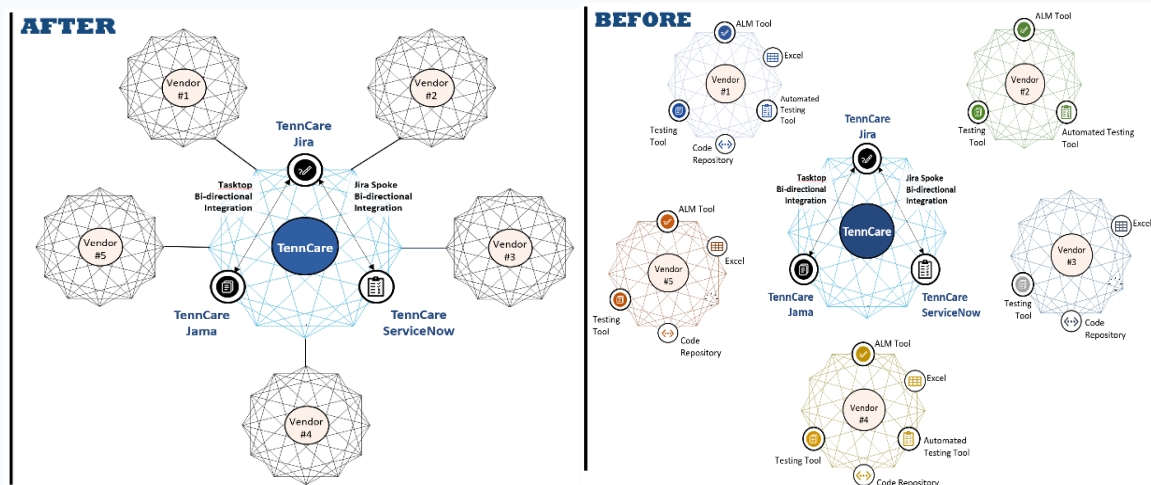 AFTER
Vendor
#1
Vendor
#2
TennCare
Jira
Tasktop
Bi-directional
Integration
Jira Spoke
Bi-directional
Integration
Vendor
#5
TennCare
Vendor
#3
TennCare
Jama
TennCare
ServiceNow
Vendor
#4
BEFORE
ALM Tool
Excel
Vendor
#1
Automated
Testing
Tool
Testing
Tool
Code
Repository
ALM Tool
Vendor
#2
Testing
Tool
Automated Testing
Tool
TennCare
Jira
Tasktop
Bi-directional
Integration
Jira Spoke
Bi-directional
Integration
TennCare
TennCare
Jama
TennCare
ServiceNow
ALM Tool
Excel
Vendor
#5
Testing
Tool
Code
Repository
Excel
Vendor
#3
Testing
Tool
Code
Repository
ALM Tool
Excel
Vendor
#4
Testing Tool
Automated
Testing Tool
Code Repository